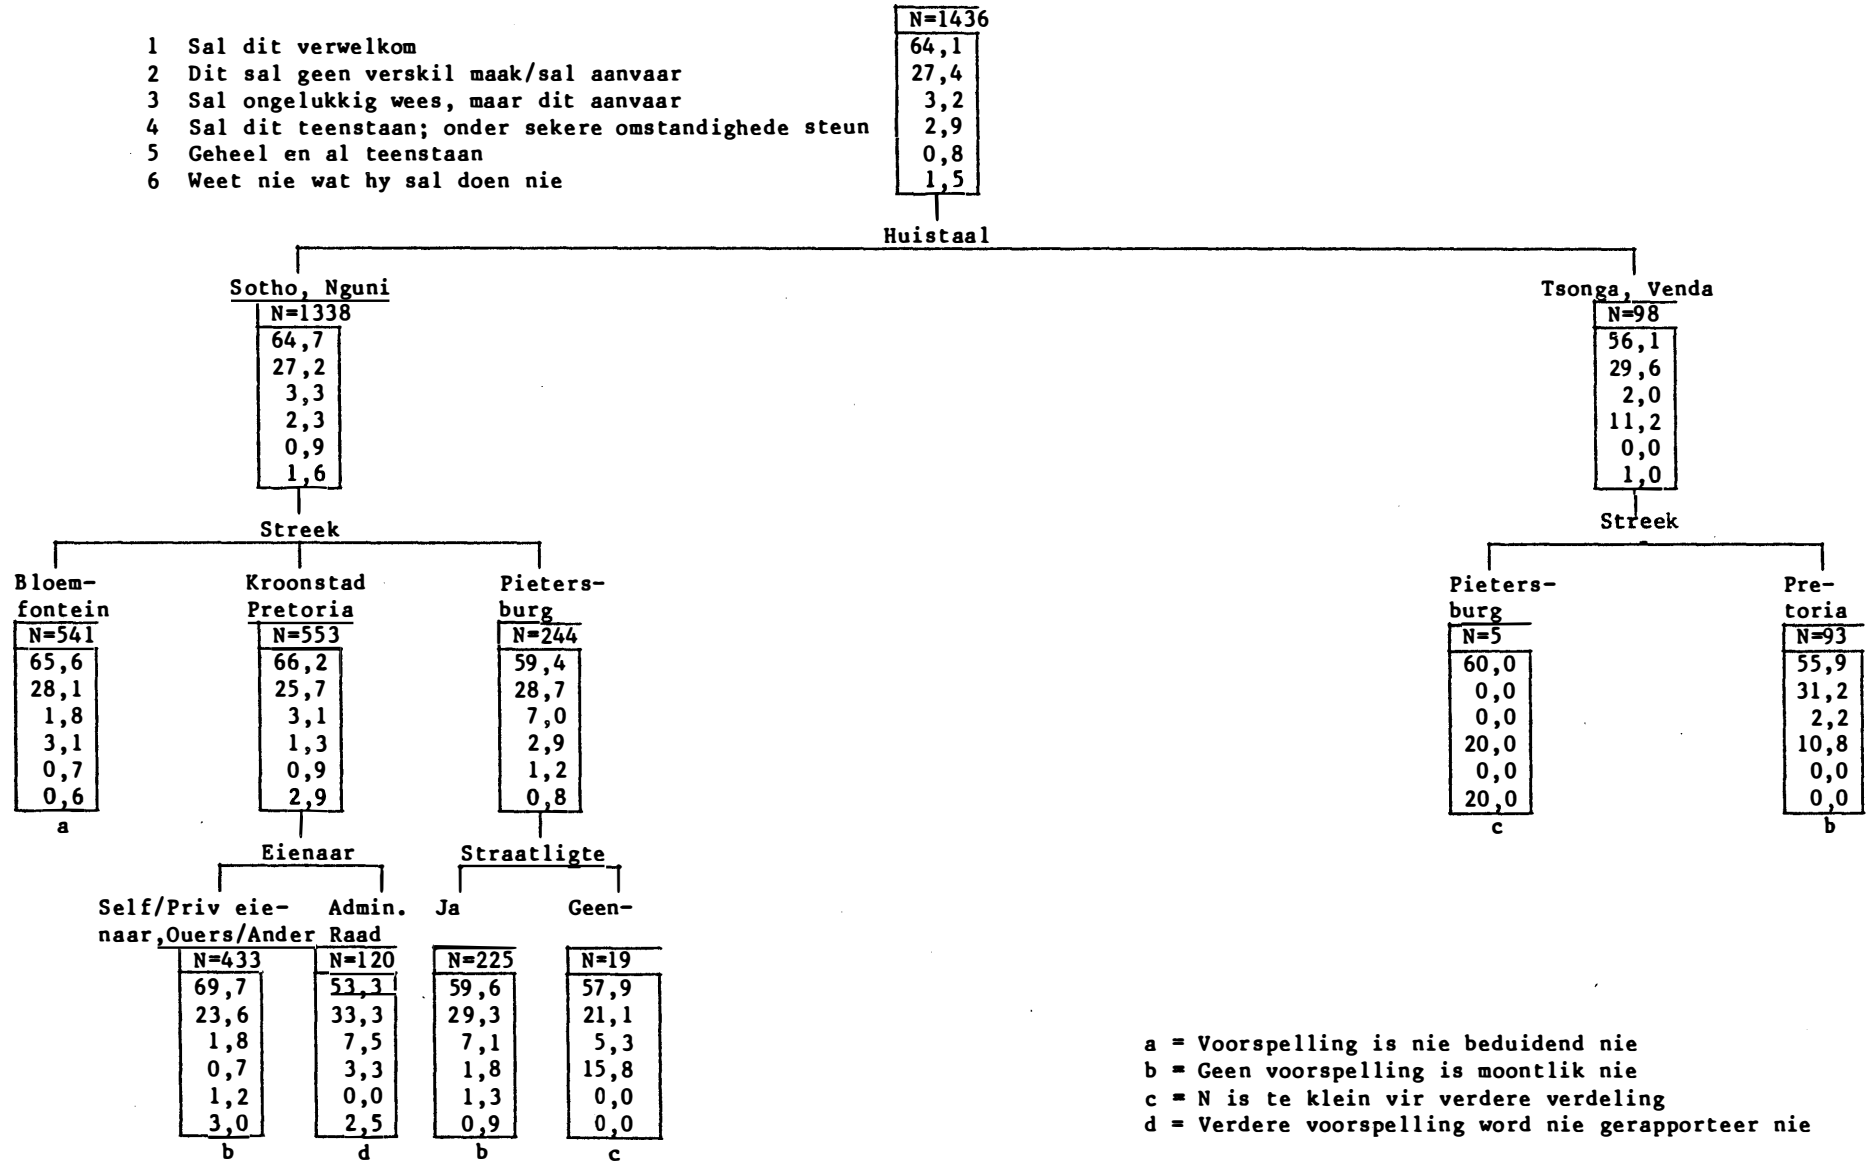 N=1436
1 Sal dit verwelkom 64,1
2 Dit sal geen verskil maak/sal aanvaar 27,4
3 Sal ongelukkig wees, maar dit aanvaar 3,2
4 Sal dit teenstaan; onder sekere omstandighede steun 2,9
5 Geheel en al teenstaan 0,8
6 Weet nie wat hy sal doen nie 1,5
Huistaal
Sotho, Nguni
N=1338
64,7
27,2
3,3
2,3
0,9
1,6
Tsonga, Venda
N=98
56,1
29,6
2,0
11,2
0,0
1,0
Streek
Bloem-
fontein
N=541
65,6
28,1
1,8
3,1
0,7
0,6
a
Kroonstad
Pretoria
N=553
66,2
25,7
3,1
1,3
0,9
2,9
Pieters-
burg
N=244
59,4
28,7
7,0
2,9
1,2
0,8
Streek
Pieters-
burg
N=5
60,0
0,0
0,0
20,0
0,0
20,0
c
Pre-
toria
N=93
55,9
31,2
2,2
10,8
0,0
0,0
b
Eienaar
Self/Priv eie-
naar,Ouers/Ander
N=433
69,7
23,6
1,8
0,7
1,2
3,0
b
Admin.
Raad
N=120
53,3
33,3
7,5
3,3
0,0
2,5
d
Straatligte
Ja
N=225
59,6
29,3
7,1
1,8
1,3
0,9
b
Geen-
N=19
57,9
21,1
5,3
15,8
0,0
0,0
c
a = Voorspelling is nie beduidend nie
b = Geen voorspelling is moontlik nie
c = N is te klein vir verdere verdeling
d = Verdere voorspelling word nie gerapporteer nie